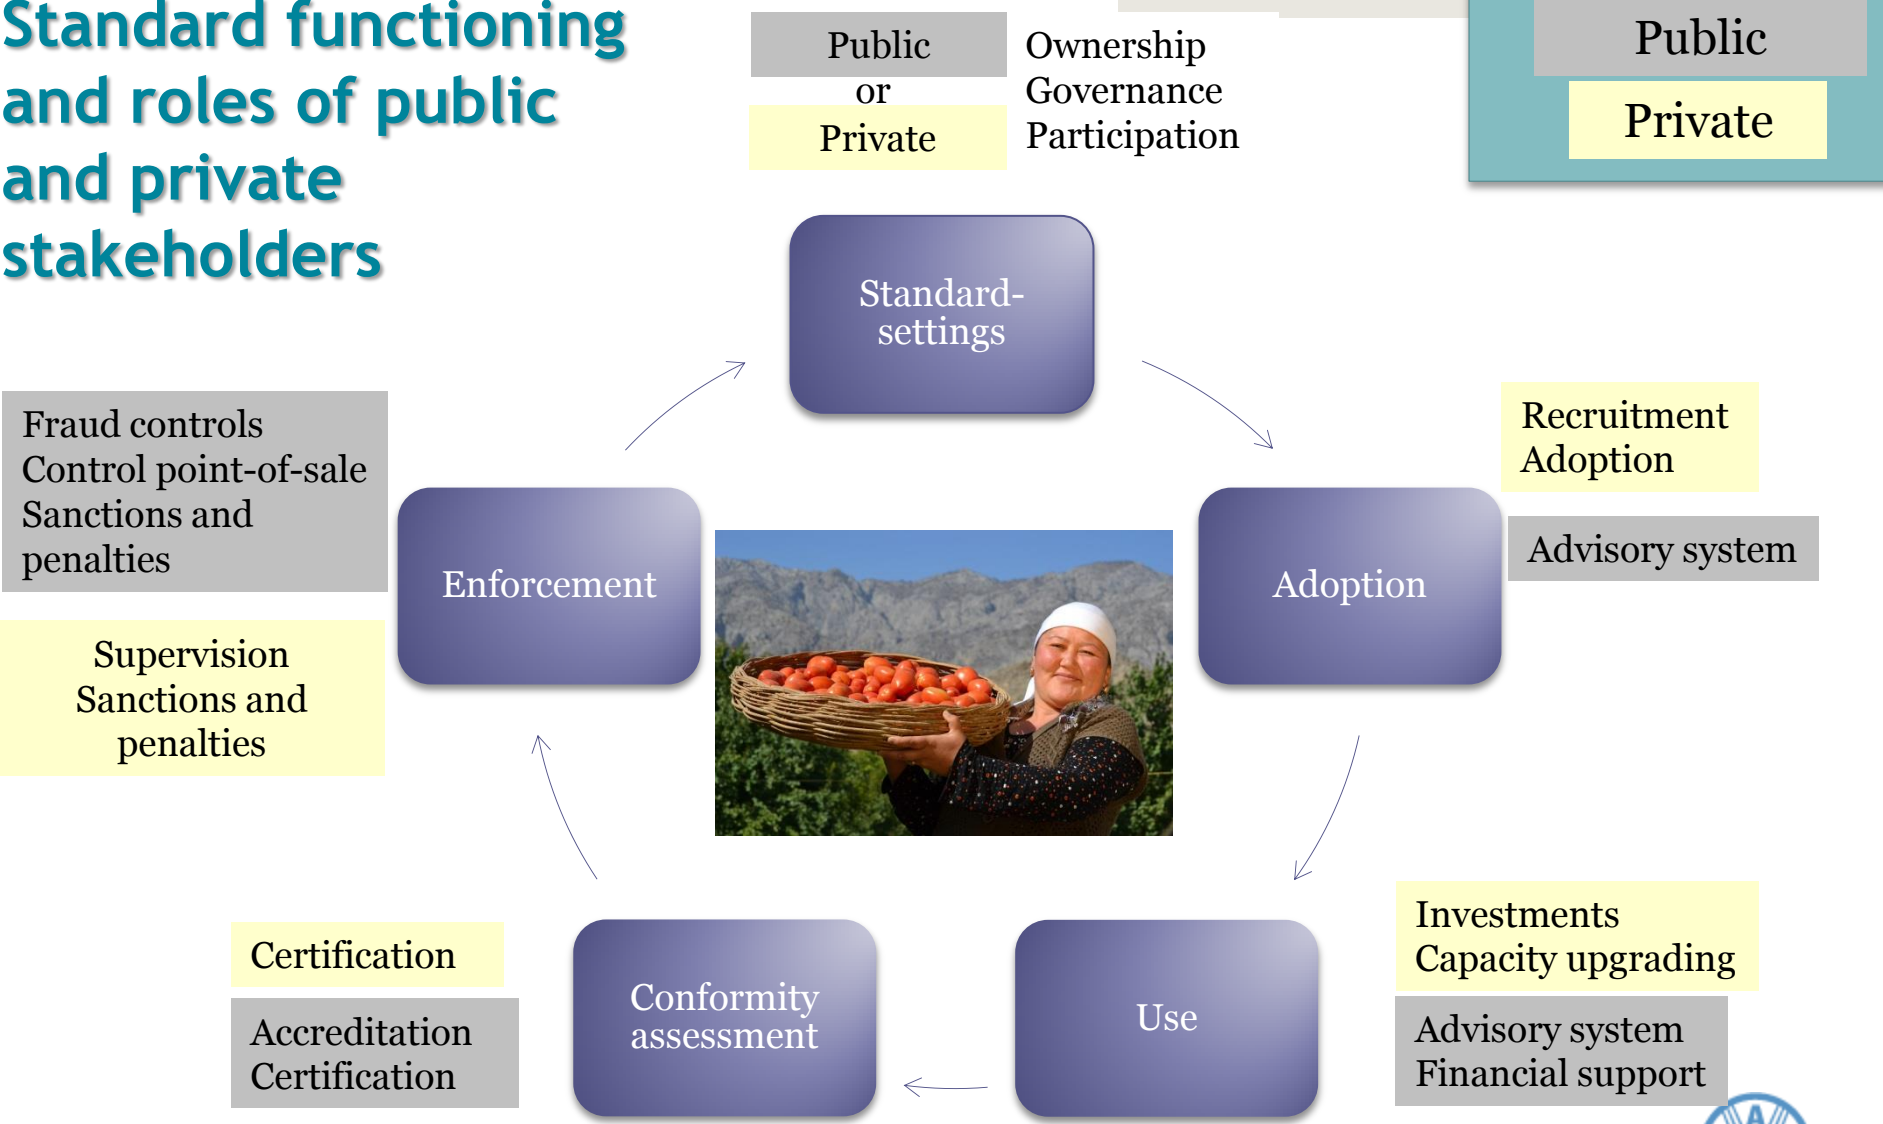 Standard functioning
and roles of public
and private
stakeholders
Public
or
Private
Ownership
Governance
Participation
Public
Private
Standard-
settings
Fraud controls
Control point-of-sale
Sanctions and
penalties
Enforcement
Supervision
Sanctions and
penalties
Recruitment
Adoption
Adoption
Advisory system
Certification
Accreditation
Certification
Conformity
assessment
Use
Investments
Capacity upgrading
Advisory system
Financial support
A